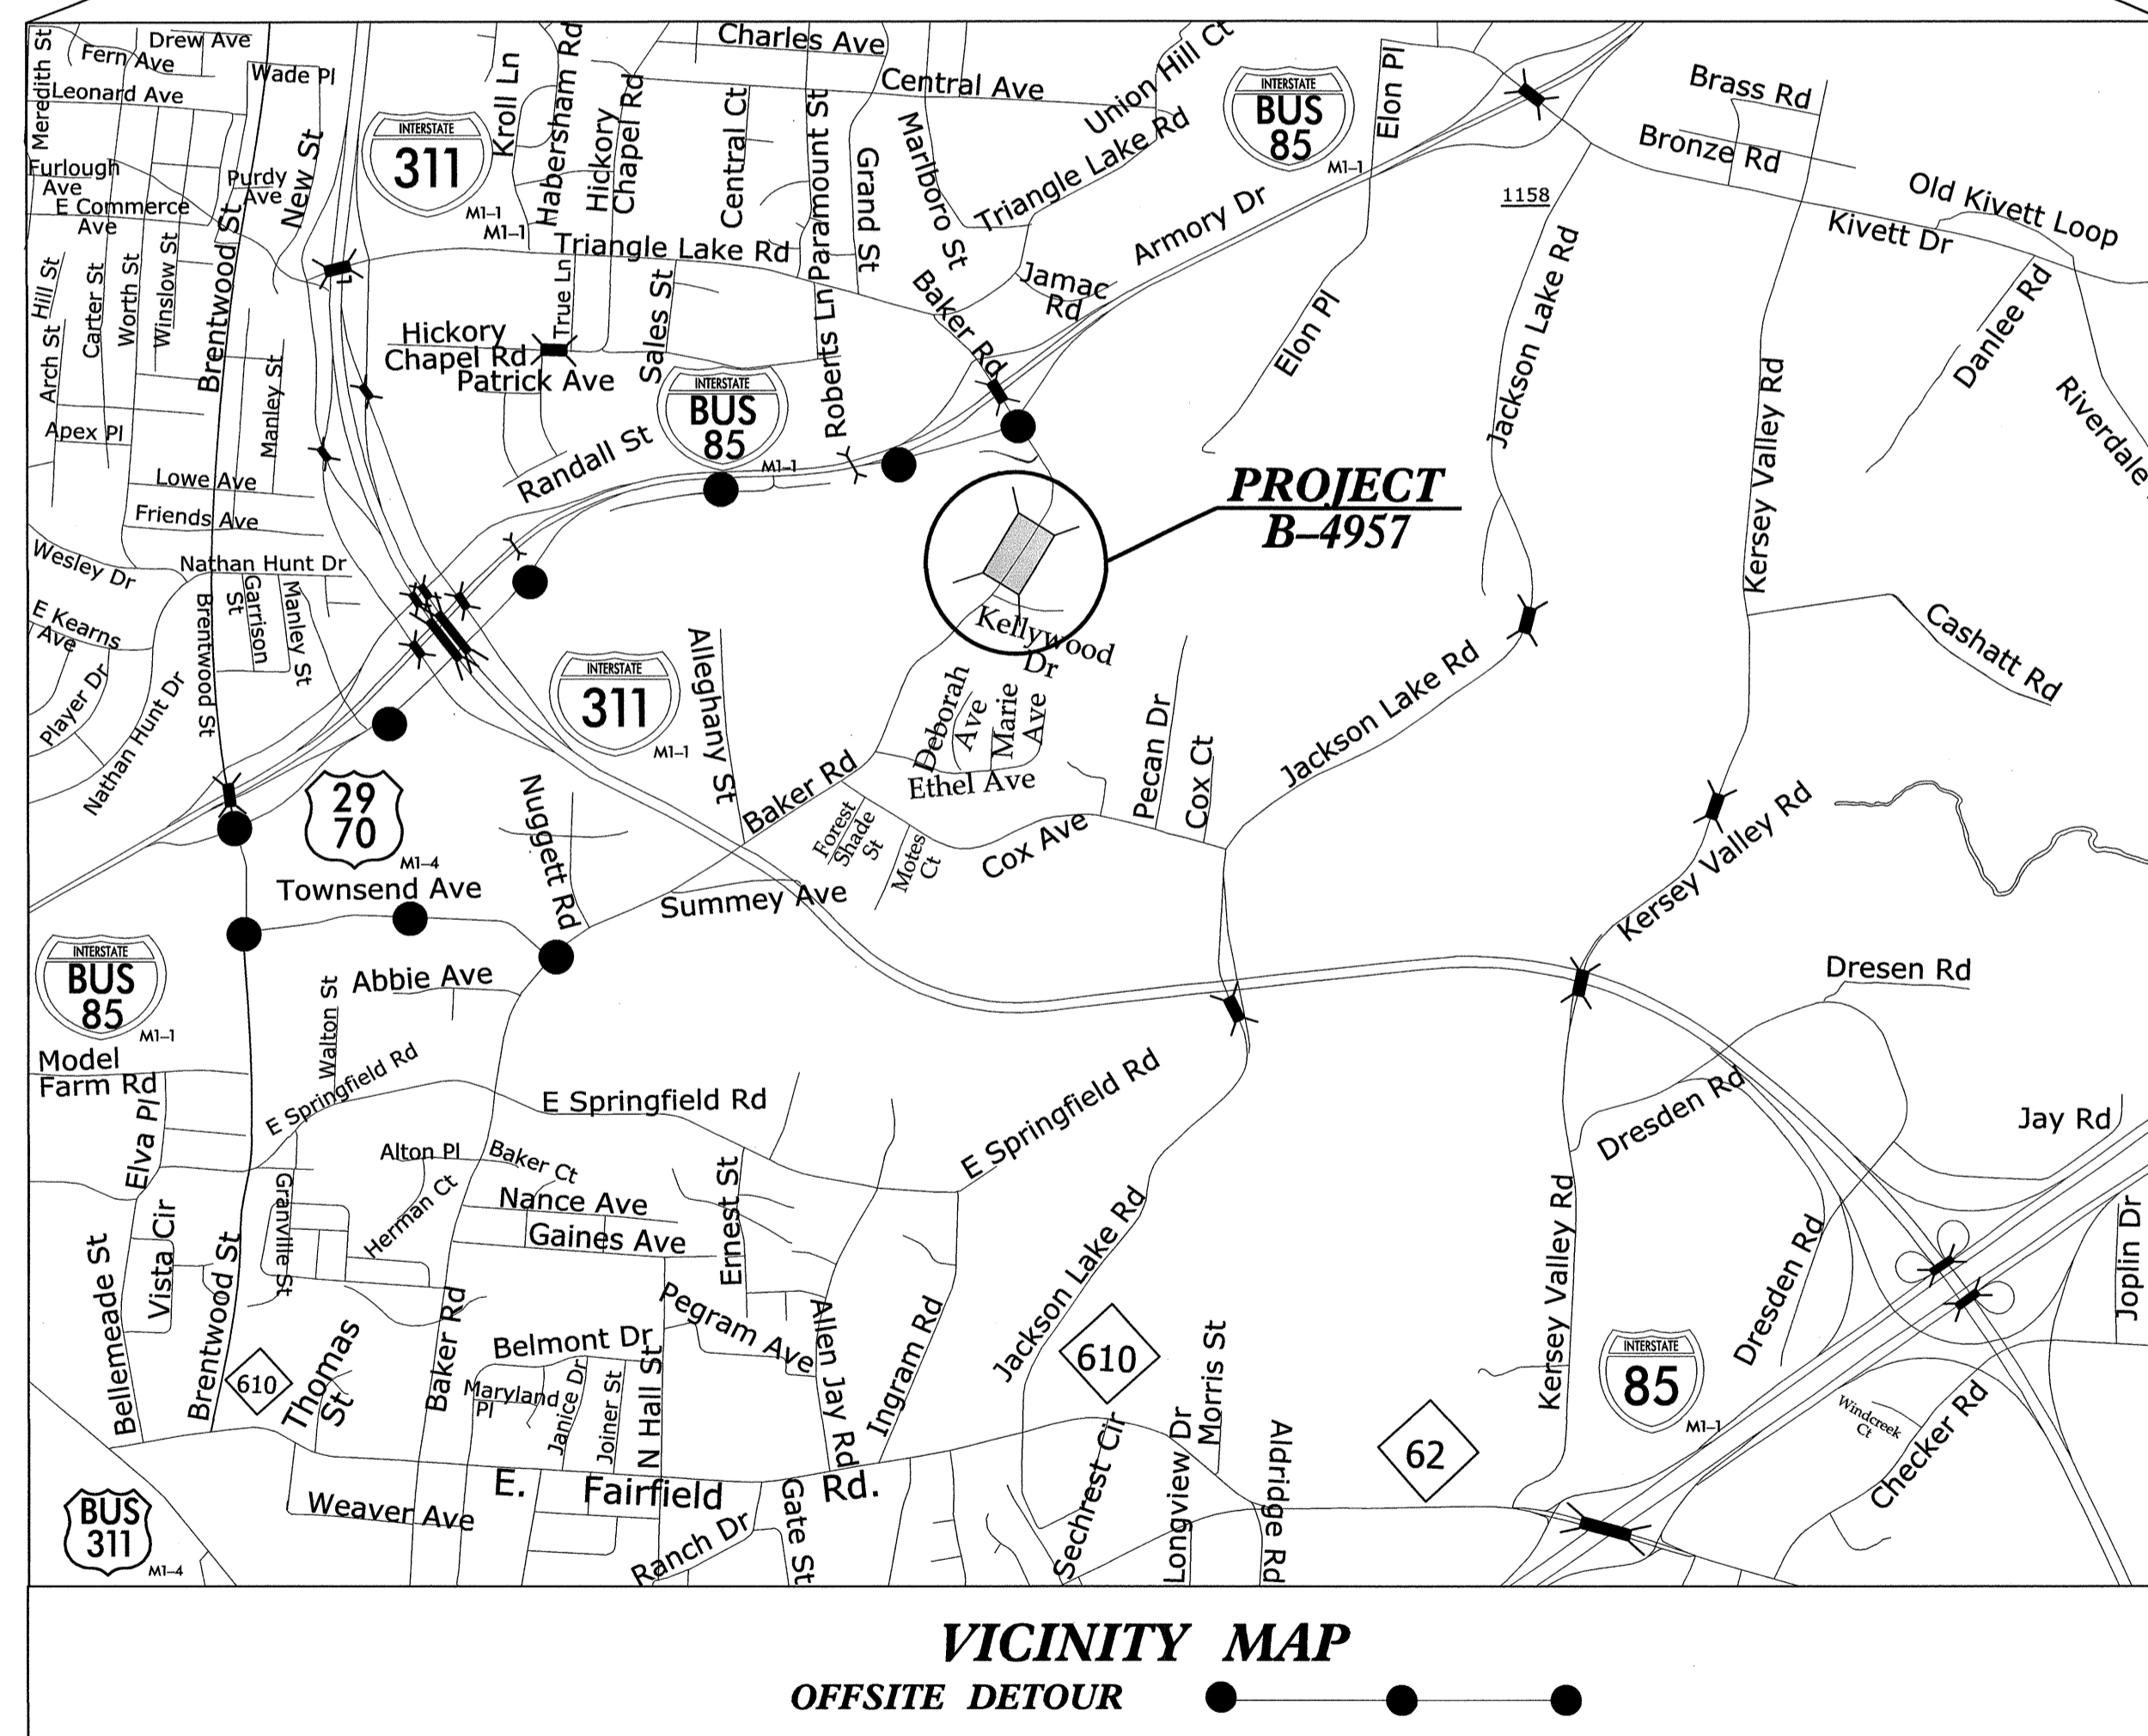 Meredith St
Drew Ave
Fern Ave
Wade Pl
Leonard Ave
New St
Furlough
Ave
Purdy
Ave
E Commerce
Ave
Hill St
Arch St
Carter St
Worth St
Winslow St
Brentwood St
Manley St
Apex Pl
Lowe Ave
Friends Ave
INTERSTATE
311
M1-1
M1-1
Kroll Ln
Habersham Rd
Hickory
Chapel Rd
Charles Ave
Central Ave
Central Ct
Paramount St
Grand St
Marlboro St
Union Hill Ct
Triangle Lake Rd
Triangle Lake Rd
True Ln
Sales St
Roberts Ln
Hickory
Chapel Rd
Patrick Ave
Randall St
INTERSTATE
BUS
85
M1-1
Baker Rd
Jamac
Rd
Armory Dr
INTERSTATE
BUS
85
M1-1
Elon Pl
Elon Pl
1158
Jackson Lake Rd
Brass Rd
Bronze Rd
Old Kivett Loop
Kivett Dr
Danlee Rd
Riverdale
Kersey Valley Rd
PROJECT
B-4957
Wesley Dr
Nathan Hunt Dr
E Kearns
Ave
Player Dr
Nathan Hunt Dr
Brentwood St
Garrison
St
Manley St
INTERSTATE
311
M1-1
Alleghany St
Kellywood
Dr
Deborah
Ave
Marie
Ave
Ethel Ave
Pecan Dr
Cox Ct
Jackson Lake Rd
Cashatt Rd
29
70
M1-4
Townsend Ave
Nuggett Rd
Baker Rd
Forest
Shade
St
Motes
Ct
Cox Ave
Summey Ave
Kersey Valley Rd
INTERSTATE
BUS
85
M1-1
Abbie Ave
Walton St
Dresen Rd
Model
Farm Rd
Elva Pl
E Springfield Rd
E Springfield Rd
E Springfield Rd
Dresden Rd
Jay Rd
Alton Pl
Baker Ct
Herman Ct
Nance Ave
Gaines Ave
Ernest St
Granville St
Vista Cir
Bellemeade St
Brentwood St
Jackson Lake Rd
Kersey Valley Rd
Dresden Rd
Joplin Dr
610
Thomas
St
Baker Rd
Belmont Dr
Pegram Ave
Maryland
Pl
Janice Dr
Joiner St
N Hall St
Allen Jay Rd
Ingram Rd
610
Morris St
Longview Dr
Sechrest Cir
Aldridge Rd
62
INTERSTATE
85
M1-1
Windcreek
Ct
Checker Rd
E. Fairfield Rd.
Weaver Ave
Ranch Dr
Gate St
BUS
311
M1-4
VICINITY MAP
OFFSITE DETOUR